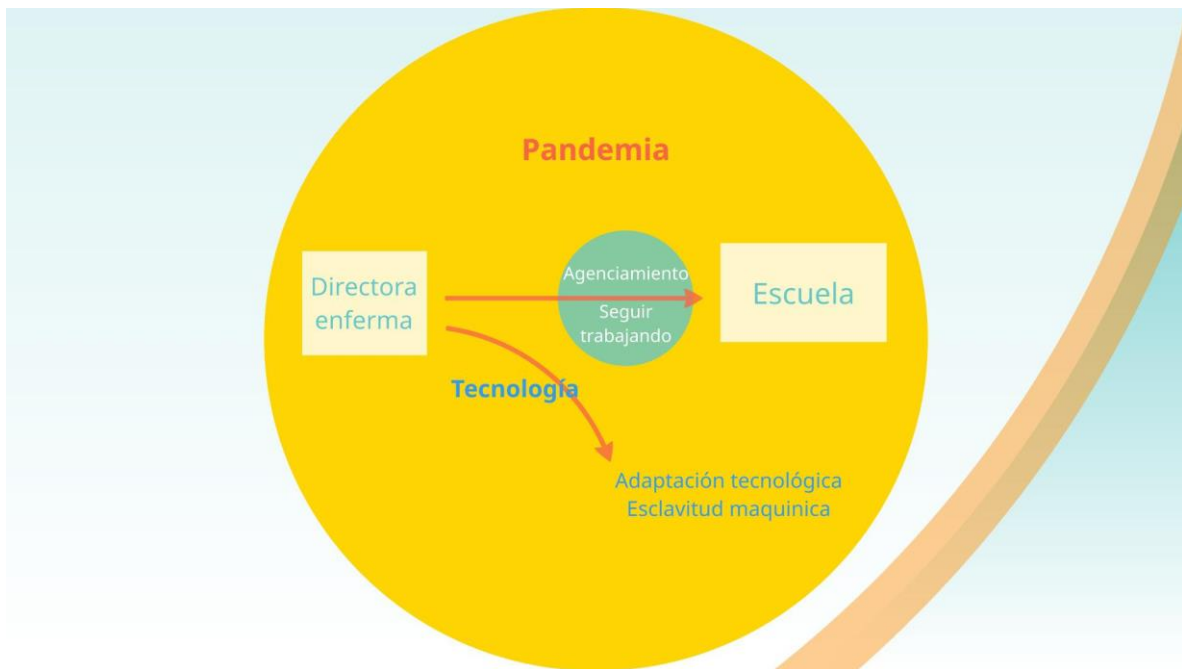 Pandemia
Directora
enferma
Agenciamiento
Seguir
trabajando
Escuela
Tecnología
Adaptación tecnológica
Esclavitud maquinica